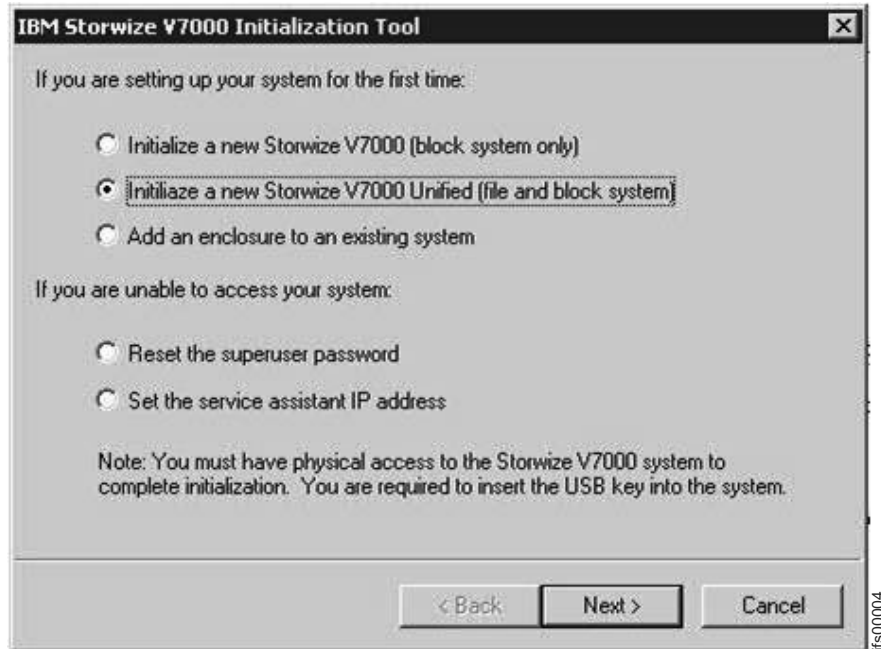 IBM Storwize V7000 Initialization Tool
If you are setting up your system for the first time:
Initialize a new Storwize V7000 (block system only)
Initiliaze a new Storwize V7000 Unified (file and block system)
Add an enclosure to an existing system
If you are unable to access your system:
Reset the superuser password
Set the service assistant IP address
Note: You must have physical access to the Storwize V7000 system to
complete initialization. You are required to insert the USB key into the system.
< Back
Next >
Cancel
ifs00004